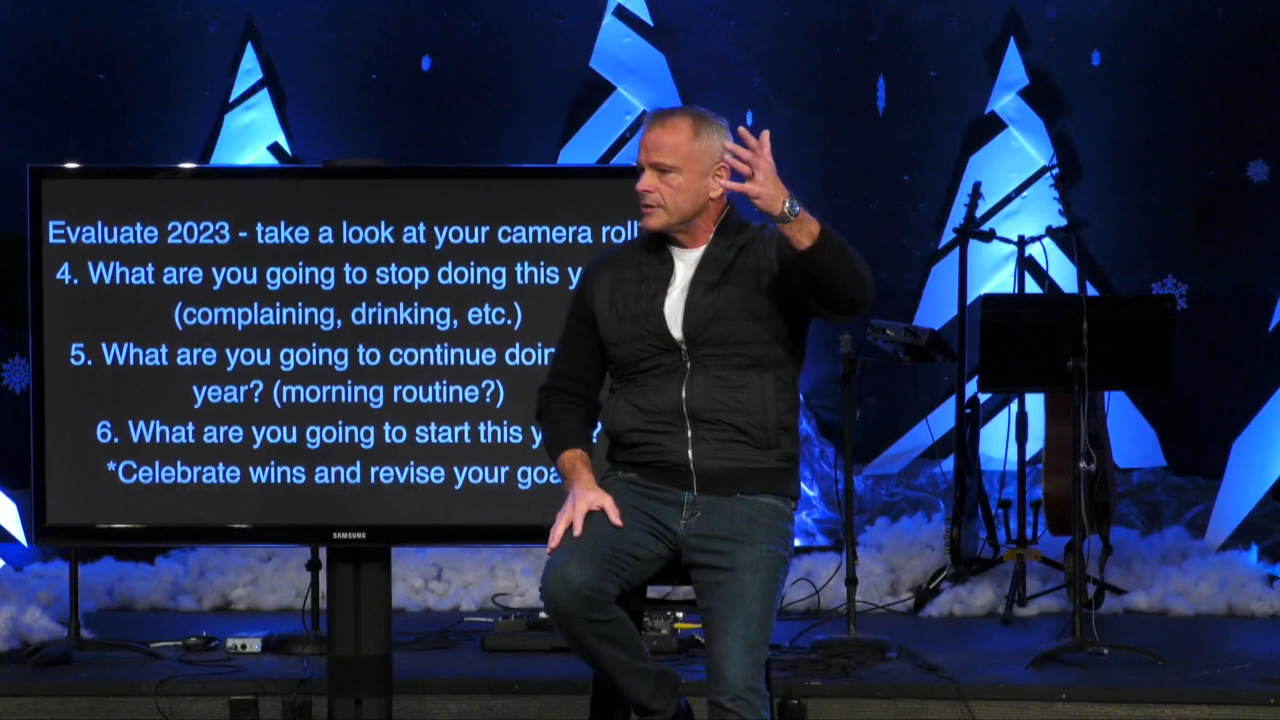 Evaluate 2023 - take a look at your camera roll
4. What are you going to stop doing this
(complaining, drinking, etc.)
5. What are you going to continue
year? (morning routine?)
6. What are you going to start this
*Celebrate wins and revise your
SAMSUNG